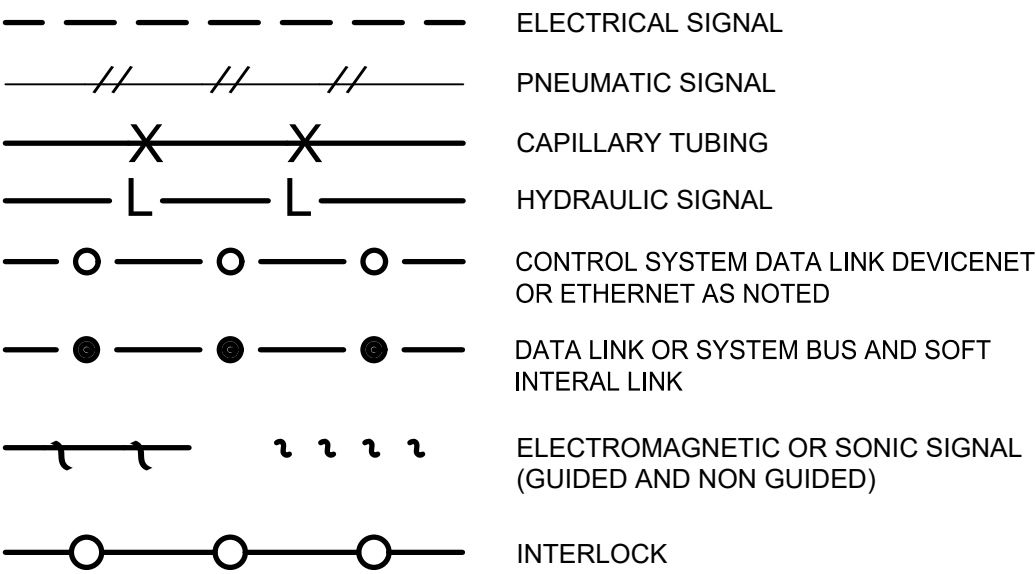 ELECTRICAL SIGNAL
PNEUMATIC SIGNAL
X X CAPILLARY TUBING
L L HYDRAULIC SIGNAL
CONTROL SYSTEM DATA LINK DEVICENET
OR ETHERNET AS NOTED
DATA LINK OR SYSTEM BUS AND SOFT
INTERAL LINK
ELECTROMAGNETIC OR SONIC SIGNAL
(GUIDED AND NON GUIDED)
INTERLOCK